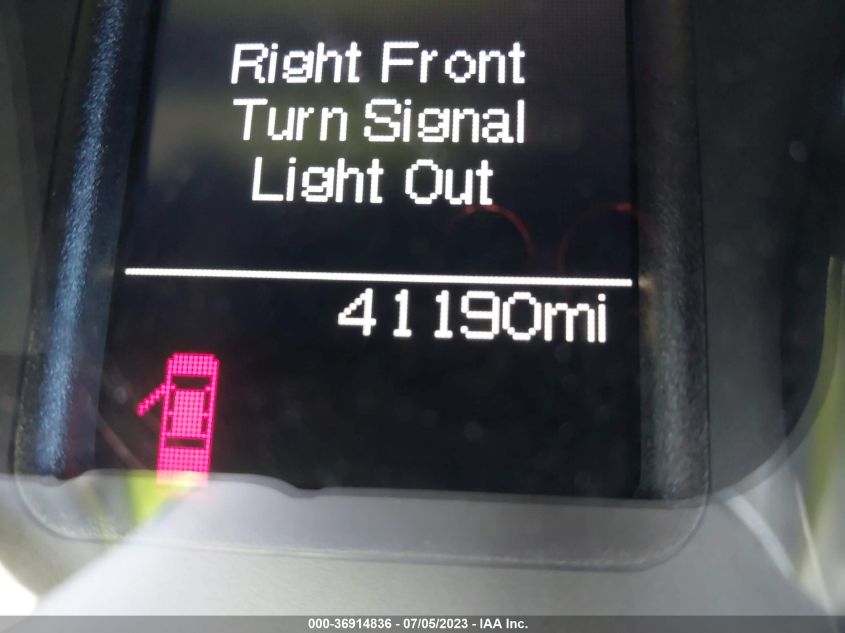 Right Front
Turn Signal
Light Out
41190mi
000-36914836 - 07/05/2023 - IAA Inc.